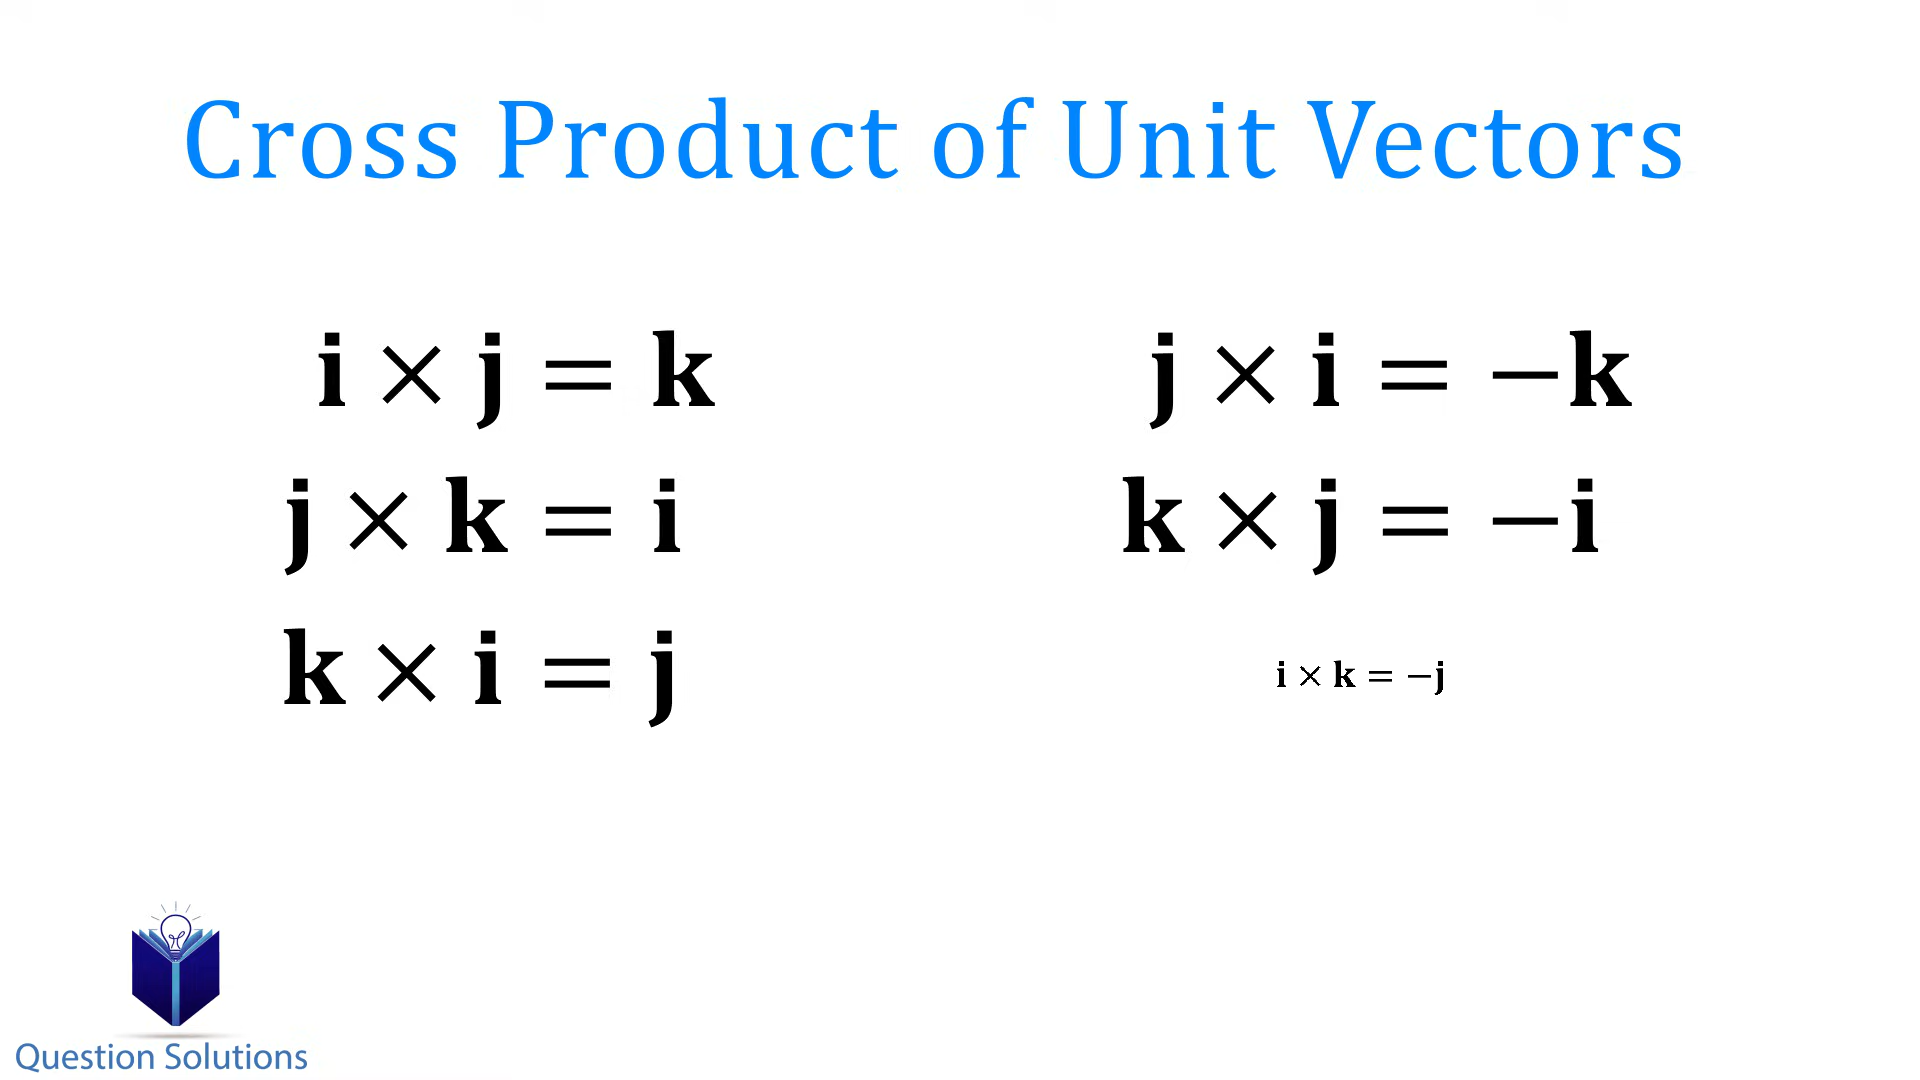 Cross Product of Unit Vectors
i × j = k
j × k = i
k × i = j
j × i = −k
k × j = −i
i × k = −j
Question Solutions